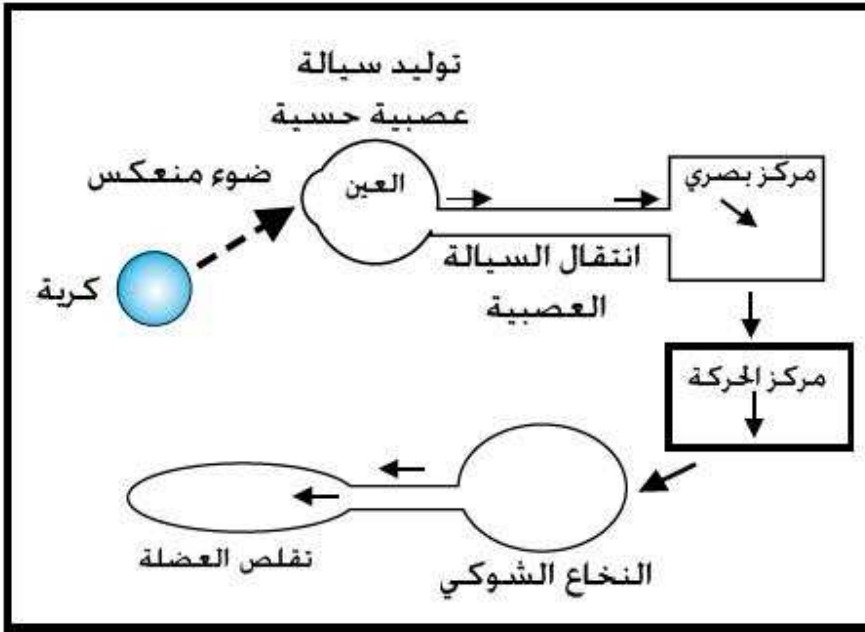 توليد سيالة
عصبية حسية
ضوء منعكس
العين
مركز بصري
كرية
انتقال السيالة
العصبية
مركز الحركة
تقلص العضلة
النخاع الشوكي